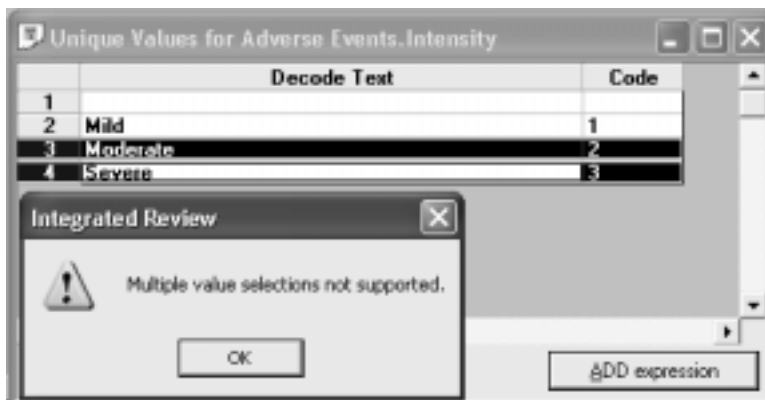 Unique Values for Adverse Events.Intensity
Decode Text Code
1
2 Mild 1
3 Moderate 2
4 Severe 3
Integrated Review
Multiple value selections not supported.
OK
ADD expression